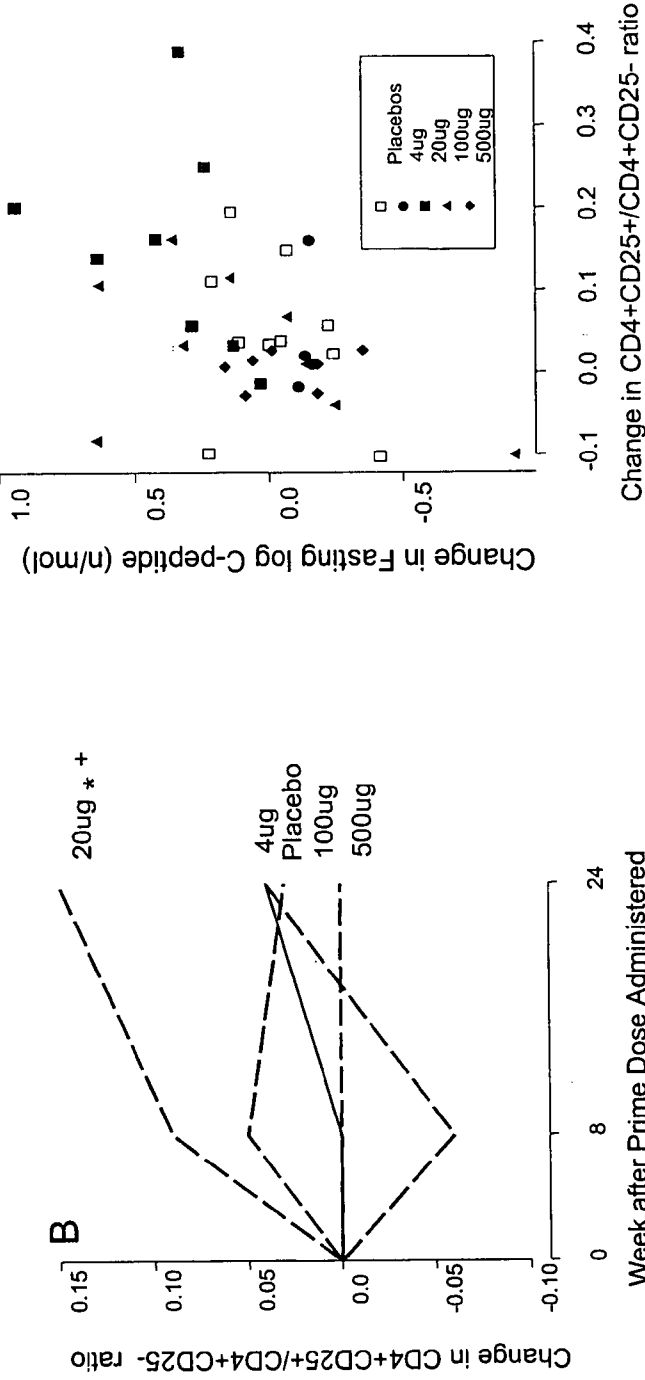 B
0.15
0.10
0.05
0.0
-0.05
-0.10
Change in CD4+CD25+/CD4+CD25- ratio
0
8
24
Week after Prime Dose Administered
20ug * +
4ug
Placebo
100ug
500ug
1.0
0.5
0.0
-0.5
Change in Fasting log C-peptide (n/mol)
-0.1
0.0
0.1
0.2
0.3
0.4
Change in CD4+CD25+/CD4+CD25- ratio
Placebos
4ug
20ug
100ug
500ug